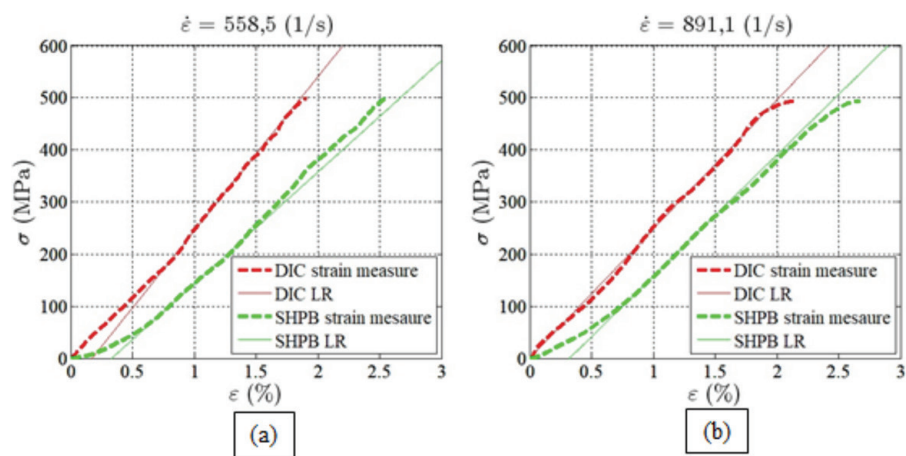 ε̇ = 558,5 (1/s)
600
500
400
300
200
100
0
σ (MPa)
DIC strain measure
DIC LR
SHPB strain mesaure
SHPB LR
0 0.5 1 1.5 2 2.5 3
ε (%)
(a)
ε̇ = 891,1 (1/s)
600
500
400
300
200
100
0
σ (MPa)
DIC strain measure
DIC LR
SHPB strain mesaure
SHPB LR
0 0.5 1 1.5 2 2.5 3
ε (%)
(b)